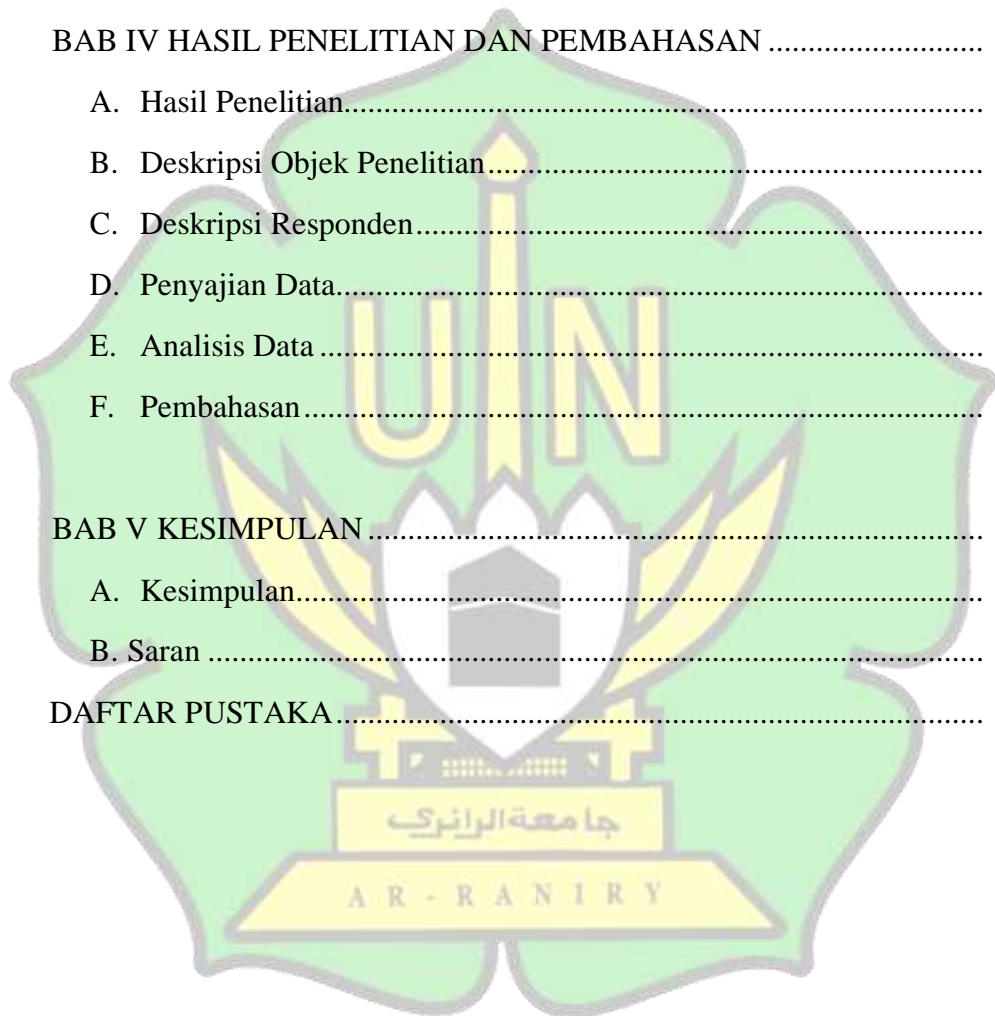 BAB IV HASIL PENELITIAN DAN PEMBAHASAN ...........................
A. Hasil Penelitian.................................................................................
B. Deskripsi Objek Penelitian...............................................................
C. Deskripsi Responden........................................................................
D. Penyajian Data..................................................................................
E. Analisis Data ....................................................................................
F. Pembahasan......................................................................................
UIN
BAB V KESIMPULAN..............................................................................
A. Kesimpulan.......................................................................................
B. Saran ..................................................................................................
DAFTAR PUSTAKA..................................................................................
جامعة الرانري
AR-RANIRY